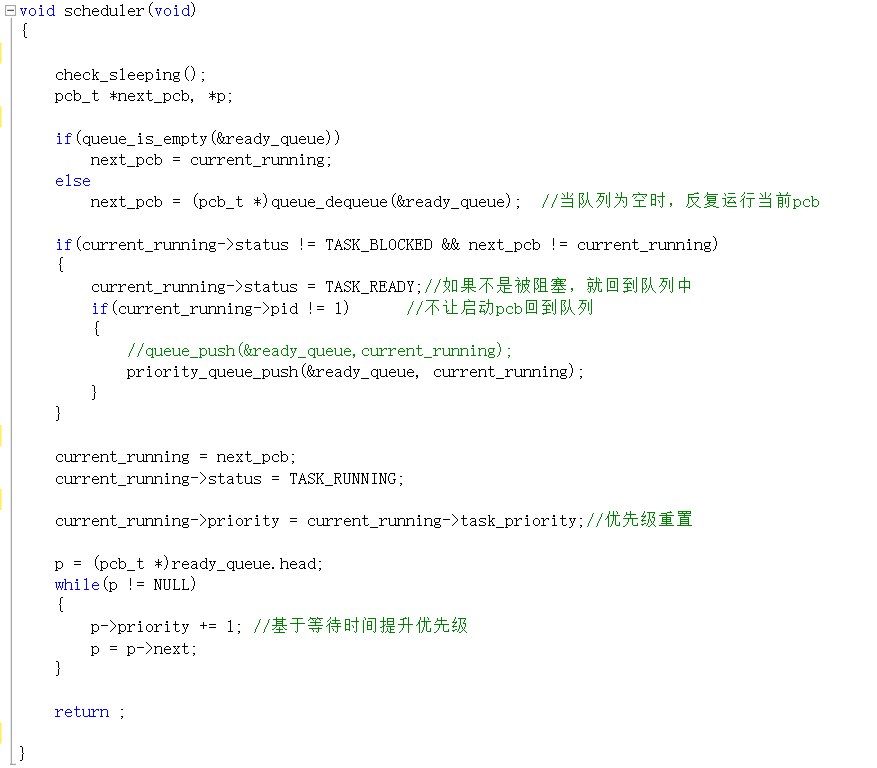 void scheduler(void)
{
check_sleeping();
pcb_t *next_pcb, *p;
if(queue_is_empty(&ready_queue))
next_pcb = current_running;
else
next_pcb = (pcb_t *)queue_dequeue(&ready_queue);  //当队列为空时，反复运行当前pcb
if(current_running->status != TASK_BLOCKED && next_pcb != current_running)
{
current_running->status = TASK_READY;//如果不是被阻塞，就回到队列中
if(current_running->pid != 1)      //不让启动pcb回到队列
{
//queue_push(&ready_queue,current_running);
priority_queue_push(&ready_queue, current_running);
}
}
current_running = next_pcb;
current_running->status = TASK_RUNNING;
current_running->priority = current_running->task_priority;//优先级重置
p = (pcb_t *)ready_queue.head;
while(p != NULL)
{
p->priority += 1; //基于等待时间提升优先级
p = p->next;
}
return ;
}